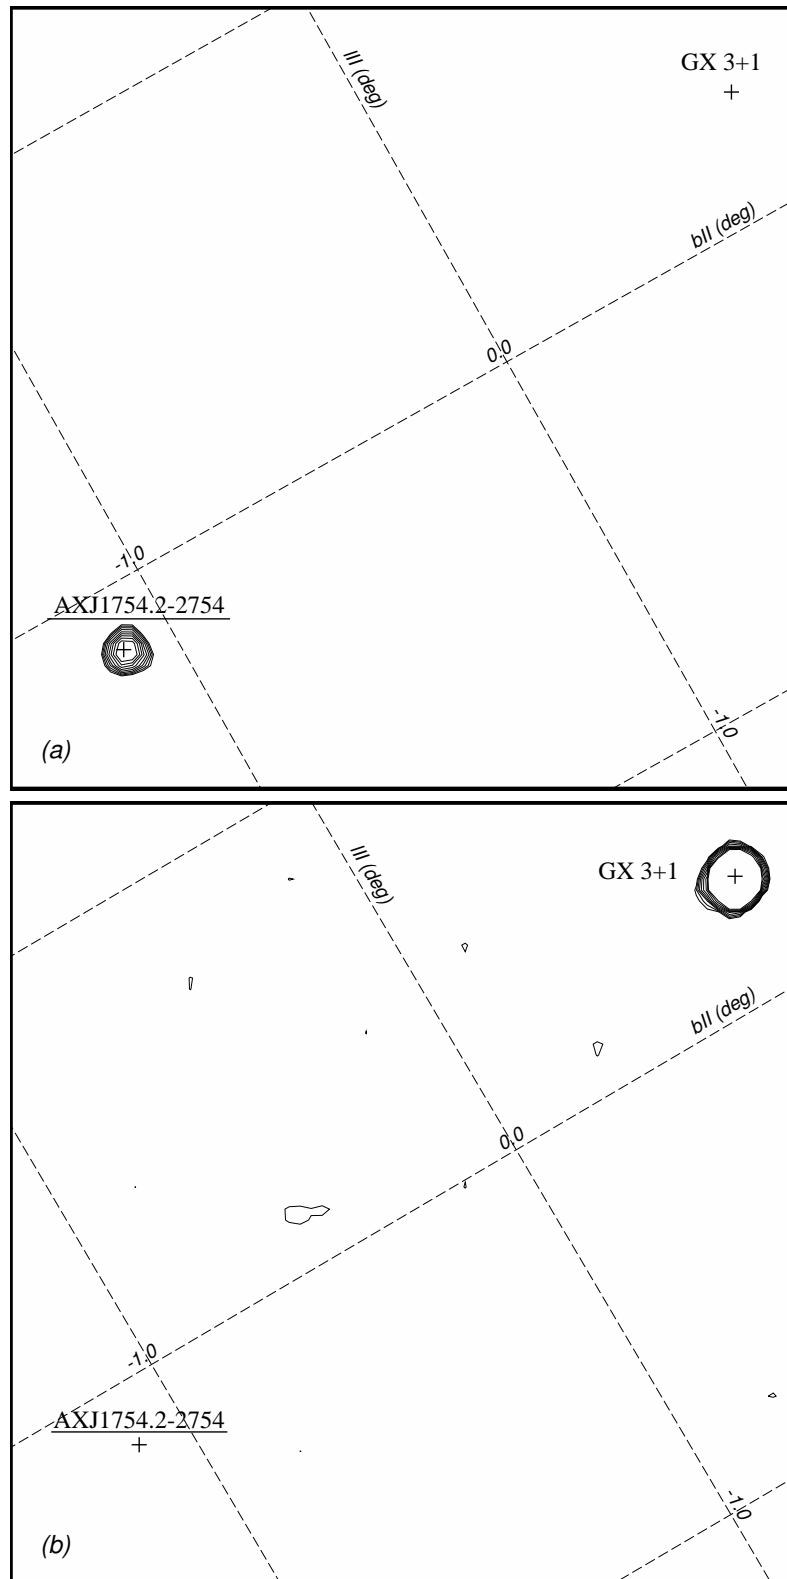 lII (deg)
GX 3+1
bII (deg)
0.0
-1.0
AXJ1754.2-2754
-1.0
(a)
lII (deg)
GX 3+1
bII (deg)
0.0
-1.0
AXJ1754.2-2754
-1.0
(b)